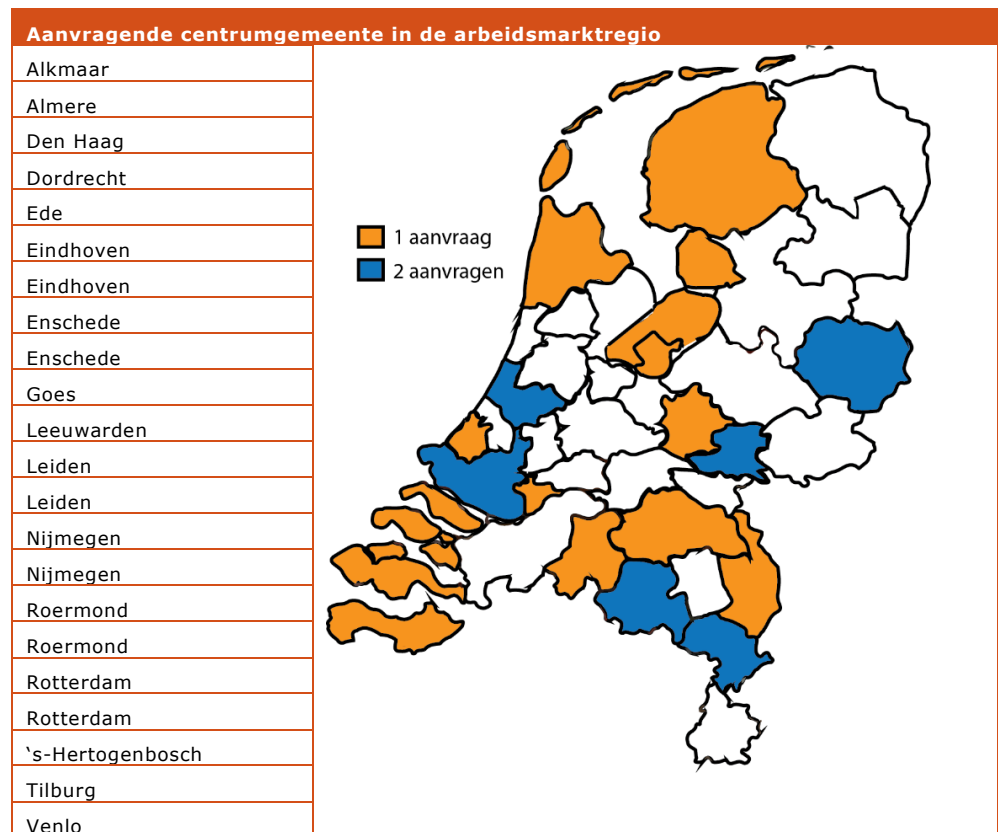 Aanvragende centrumgemeente in de arbeidsmarktregio
Alkmaar
Almere
Den Haag
Dordrecht
Ede
Eindhoven
Eindhoven
Enschede
Enschede
Goes
Leeuwarden
Leiden
Leiden
Nijmegen
Nijmegen
Roermond
Roermond
Rotterdam
Rotterdam
‘s-Hertogenbosch
Tilburg
Venlo
1 aanvraag
2 aanvragen